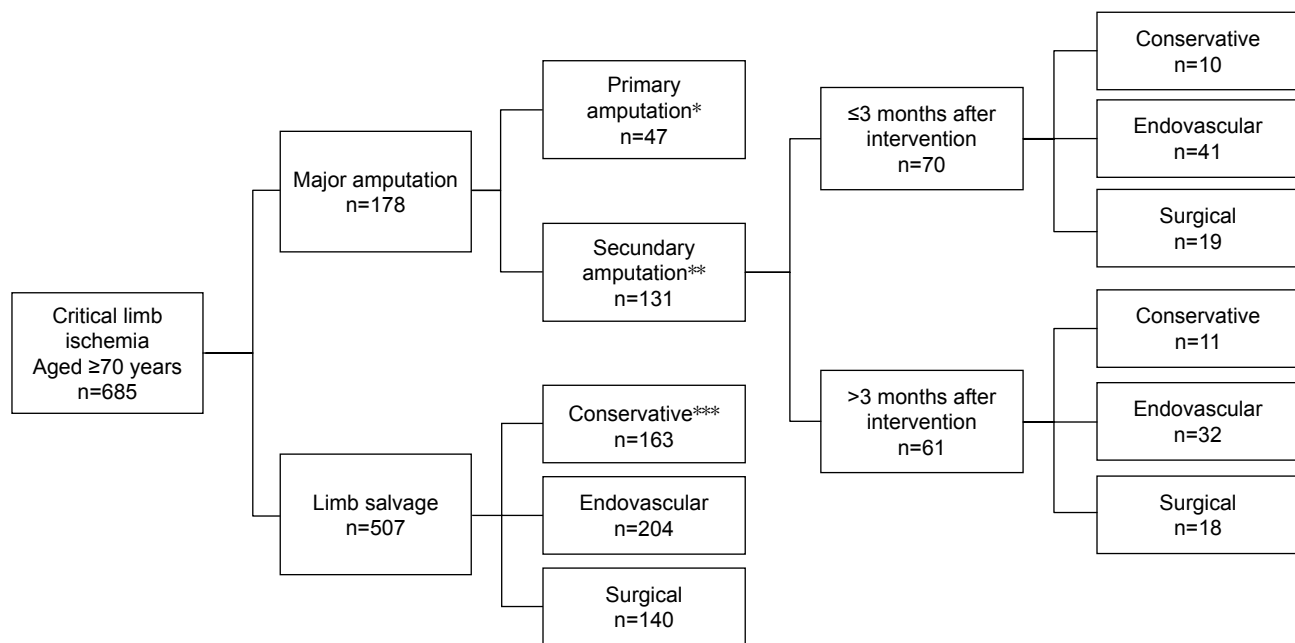 Critical limb
ischemia
Aged ≥70 years
n=685
Major amputation
n=178
Limb salvage
n=507
Primary
amputation*
n=47
Secundary
amputation**
n=131
Conservative***
n=163
Endovascular
n=204
Surgical
n=140
≤3 months after
intervention
n=70
>3 months after
intervention
n=61
Conservative
n=10
Endovascular
n=41
Surgical
n=19
Conservative
n=11
Endovascular
n=32
Surgical
n=18